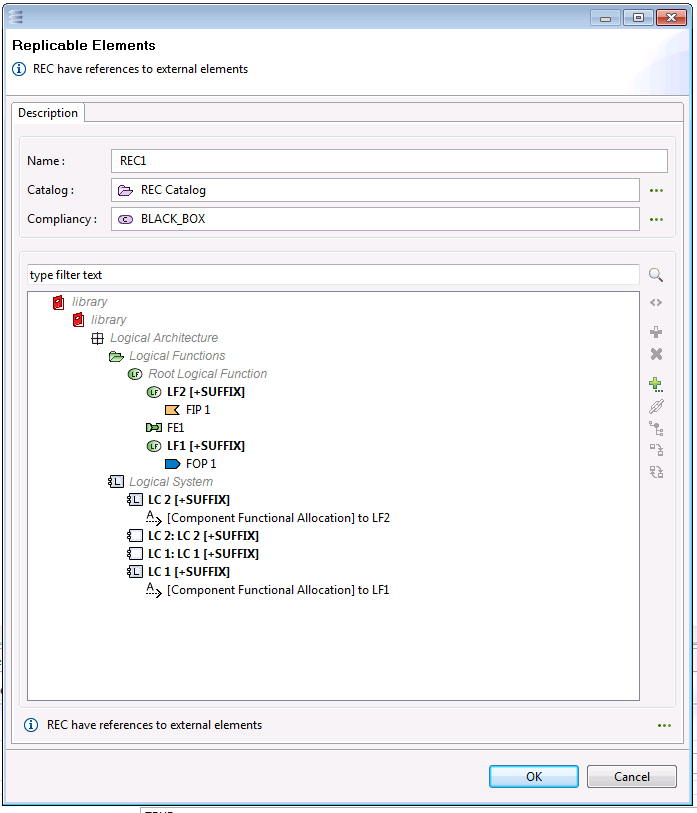 Replicable Elements
REC have references to external elements
Description
Name : REC1
Catalog : REC Catalog ...
Compliancy : C BLACK_BOX ...
type filter text
library
library
Logical Architecture
Logical Functions
LF Root Logical Function
LF LF2 [+SUFFIX]
FIP 1
FE1
LF LF1 [+SUFFIX]
FOP 1
L Logical System
L LC 2 [+SUFFIX]
A [Component Functional Allocation] to LF2
LC 2: LC 2 [+SUFFIX]
LC 1: LC 1 [+SUFFIX]
L LC 1 [+SUFFIX]
A [Component Functional Allocation] to LF1
REC have references to external elements ...
OK Cancel